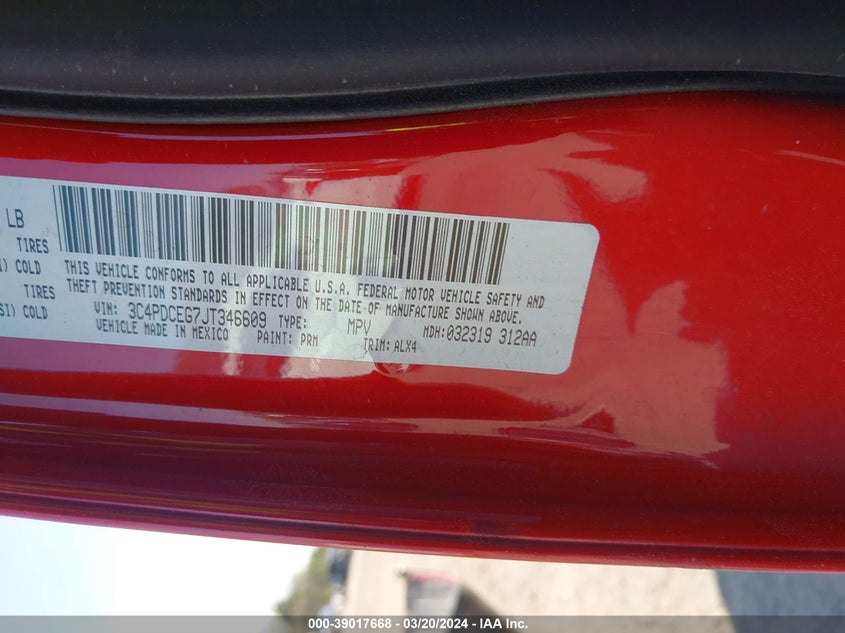 LB
TIRES
I) COLD
TIRES
SI) COLD
THIS VEHICLE CONFORMS TO ALL APPLICABLE U.S.A. FEDERAL MOTOR VEHICLE SAFETY AND
THEFT PREVENTION STANDARDS IN EFFECT ON THE DATE OF MANUFACTURE SHOWN ABOVE.
VIN: 3C4PDCEG7JT346609 TYPE: MPV MDH: 032319 312AA
VEHICLE MADE IN MEXICO PAINT: PRM TRIM: ALX4
000-39017668 - 03/20/2024 - IAA Inc.